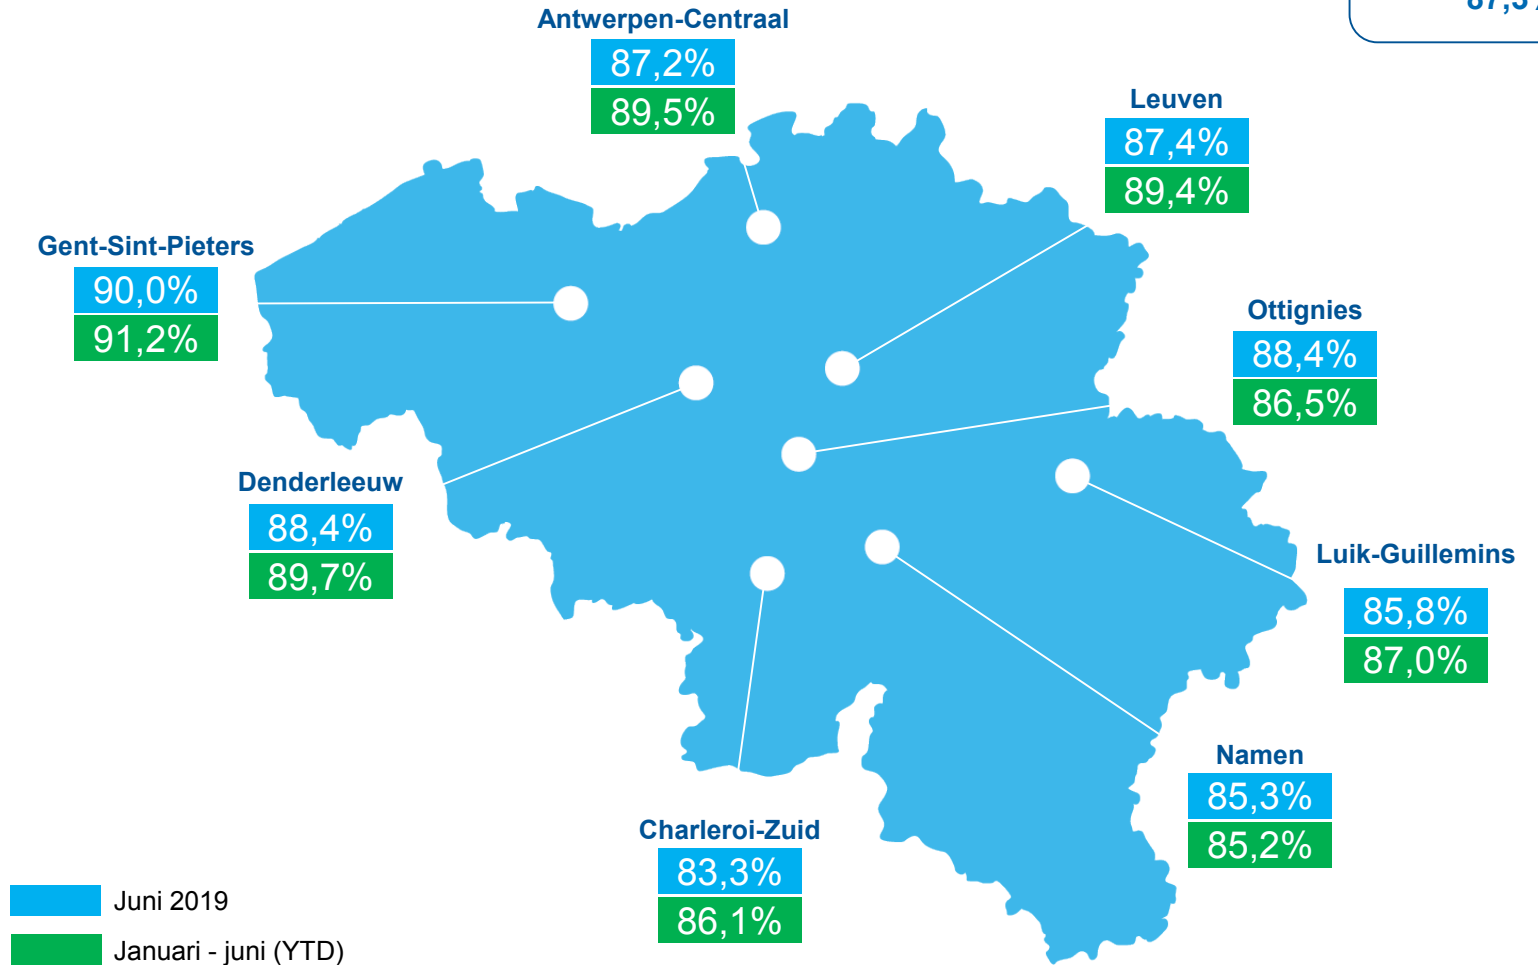 Antwerpen-Centraal
87,2%
89,5%
Leuven
87,4%
89,4%
Gent-Sint-Pieters
90,0%
91,2%
Ottignies
88,4%
86,5%
Denderleeuw
88,4%
89,7%
Luik-Guillemins
85,8%
87,0%
Namen
85,3%
85,2%
Charleroi-Zuid
83,3%
86,1%
Juni 2019
Januari - juni (YTD)